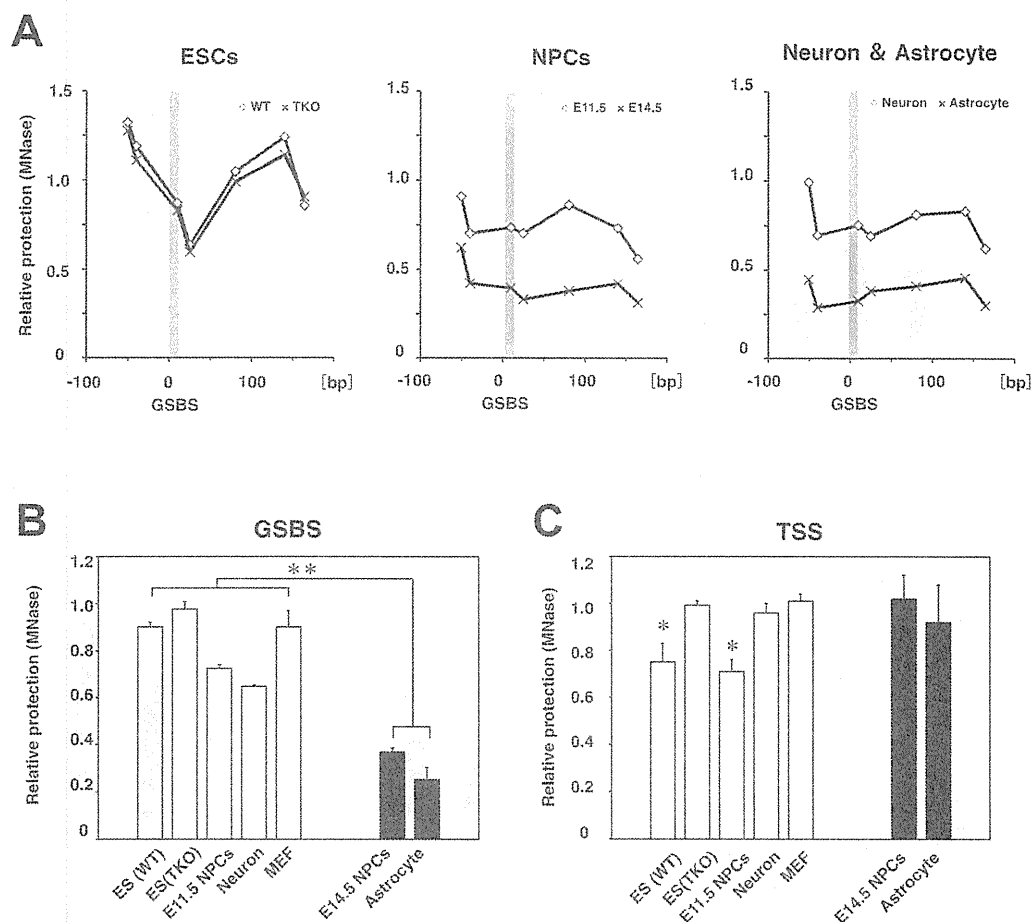 A
ESCs
NPCs
Neuron & Astrocyte
Relative protection (MNase)
1.5
1.0
0.5
0
◇ WT × TKO
-100 0 100 [bp]
GSBS
1.5
1.0
0.5
0
◇ E11.5 × E14.5
-100 0 100 [bp]
GSBS
1.5
1.0
0.5
0
◇ Neuron × Astrocyte
-100 0 100 [bp]
GSBS
B
GSBS
Relative protection (MNase)
1.2
1.0
0.8
0.6
0.4
0.2
0
**
ES (WT)
ES(TKO)
E11.5 NPCs
Neuron
MEF
E14.5 NPCs
Astrocyte
C
TSS
Relative protection (MNase)
1.2
1.0
0.8
0.6
0.4
0.2
0
*
*
ES (WT)
ES(TKO)
E11.5 NPCs
Neuron
MEF
E14.5 NPCs
Astrocyte